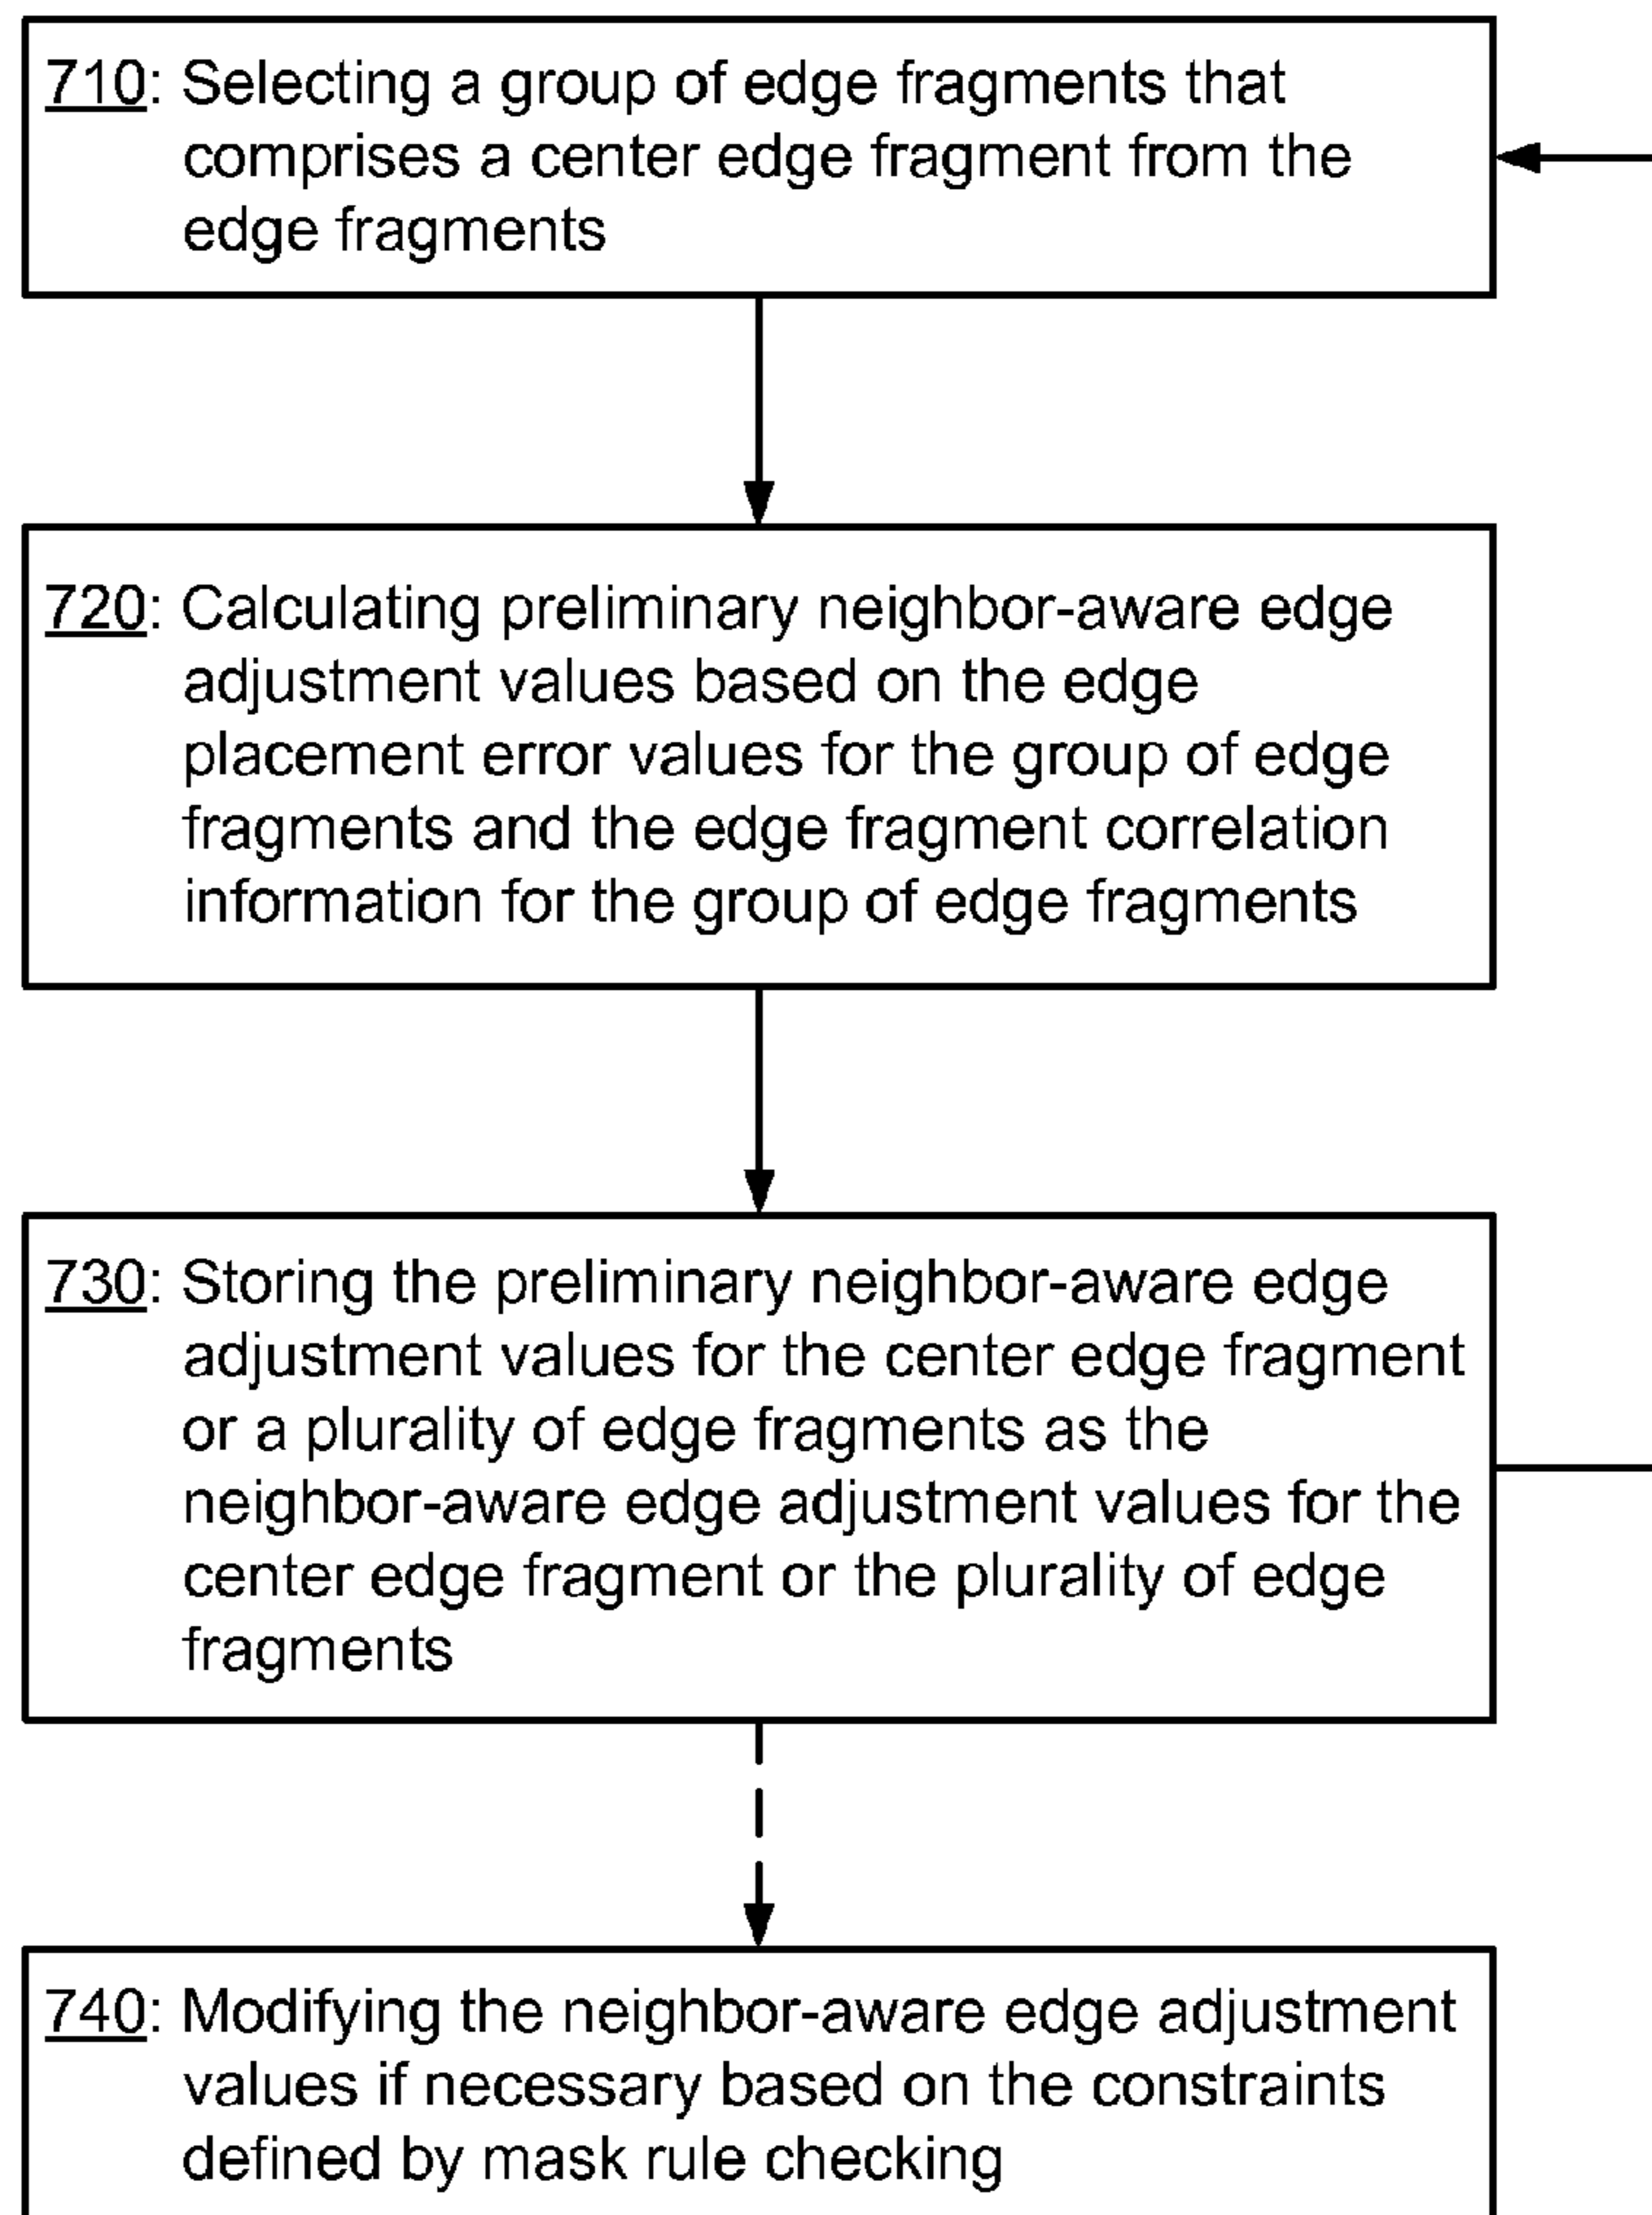 710: Selecting a group of edge fragments that
comprises a center edge fragment from the
edge fragments
720: Calculating preliminary neighbor-aware edge
adjustment values based on the edge
placement error values for the group of edge
fragments and the edge fragment correlation
information for the group of edge fragments
730: Storing the preliminary neighbor-aware edge
adjustment values for the center edge fragment
or a plurality of edge fragments as the
neighbor-aware edge adjustment values for the
center edge fragment or the plurality of edge
fragments
740: Modifying the neighbor-aware edge adjustment
values if necessary based on the constraints
defined by mask rule checking